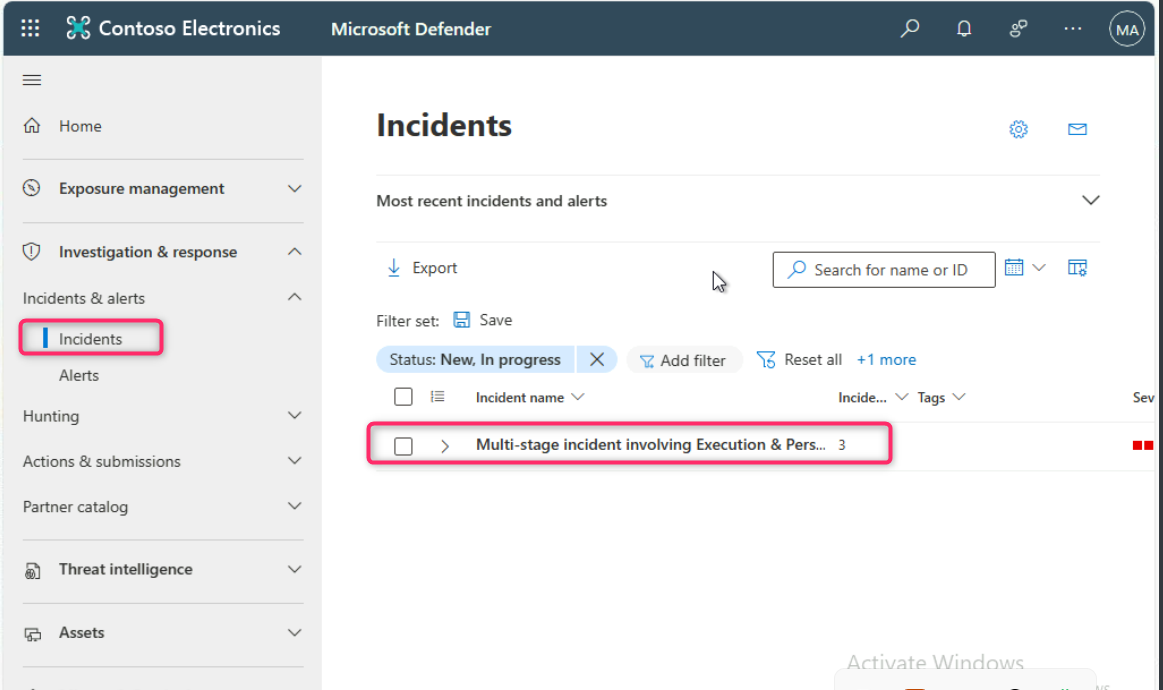 Contoso Electronics Microsoft Defender MA
Home
Exposure management
Investigation & response
Incidents & alerts
Incidents
Alerts
Hunting
Actions & submissions
Partner catalog
Threat intelligence
Assets
Incidents
Most recent incidents and alerts
Export Search for name or ID
Filter set: Save
Status: New, In progress Add filter Reset all +1 more
Incident name Incide... Tags Sev
Multi-stage incident involving Execution & Pers... 3
Activate Windows